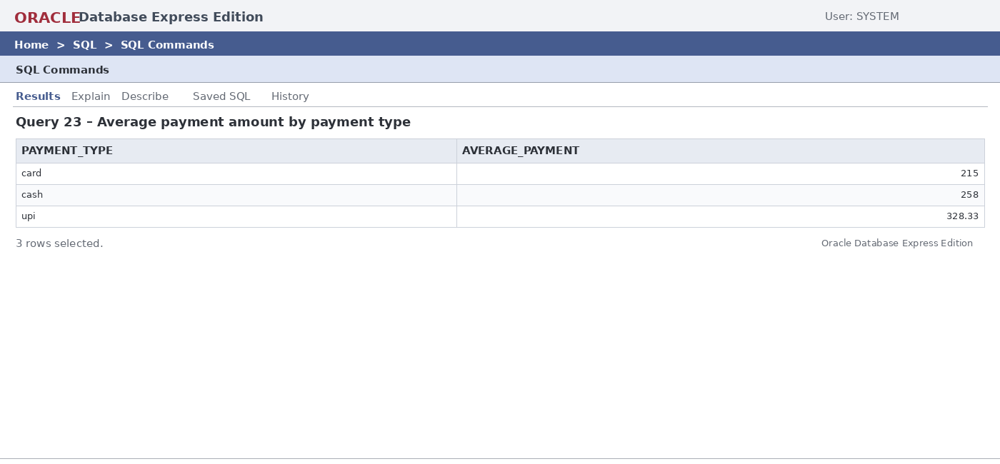 ORACLE Database Express Edition User: SYSTEM
Home > SQL > SQL Commands
SQL Commands
Results Explain Describe Saved SQL History
Query 23 – Average payment amount by payment type
PAYMENT_TYPE AVERAGE_PAYMENT
card 215
cash 258
upi 328.33
3 rows selected. Oracle Database Express Edition